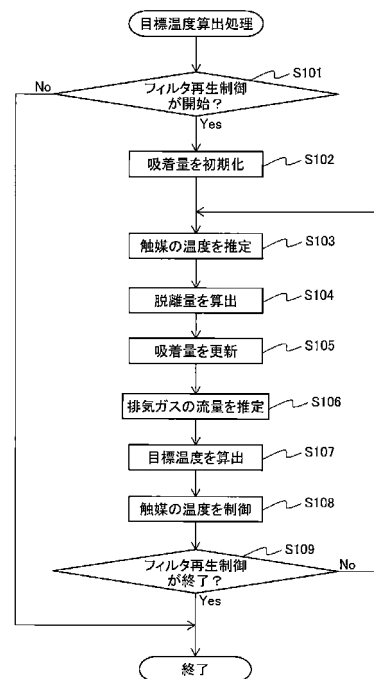 目標温度算出処理
S101
No
フィルタ再生制御
が開始？
Yes
吸着量を初期化
S102
触媒の温度を推定
S103
脱離量を算出
S104
吸着量を更新
S105
排気ガスの流量を推定
S106
目標温度を算出
S107
触媒の温度を制御
S108
S109
フィルタ再生制御
が終了？
No
Yes
終了